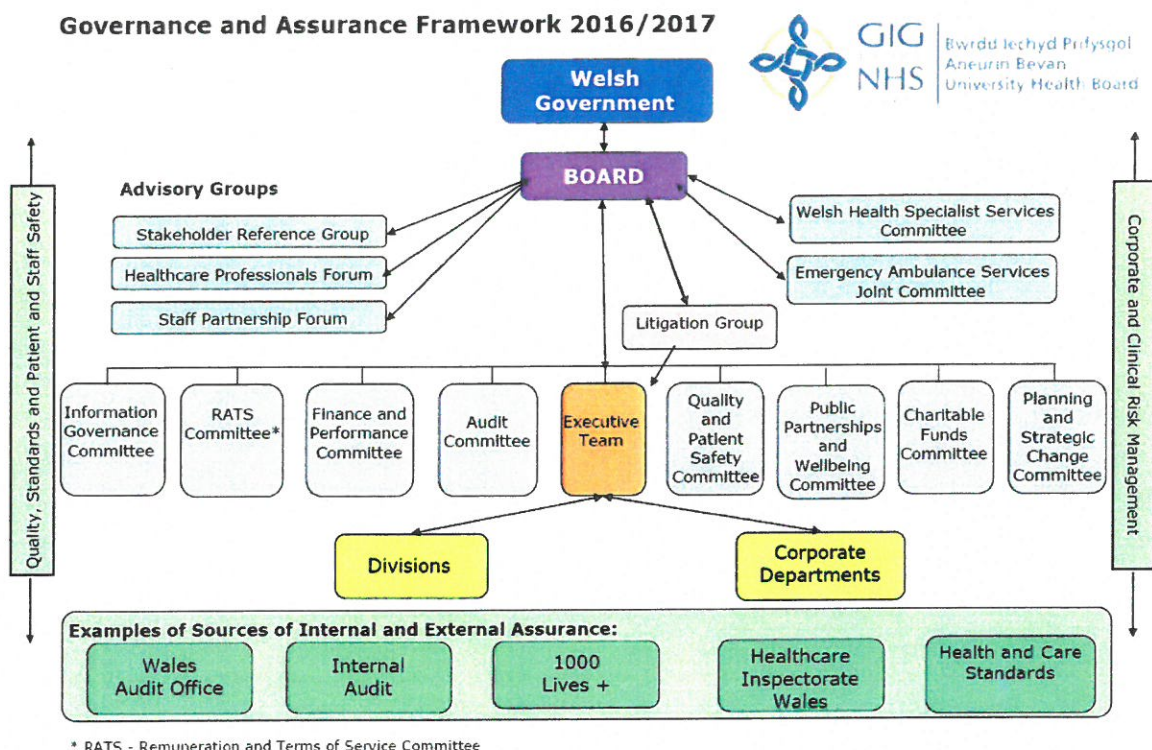 Governance and Assurance Framework 2016/2017
GIG
NHS
Bwrdd Iechyd Prifysgol
Aneurin Bevan
University Health Board
Welsh
Government
BOARD
Advisory Groups
Stakeholder Reference Group
Healthcare Professionals Forum
Staff Partnership Forum
Welsh Health Specialist Services
Committee
Emergency Ambulance Services
Joint Committee
Litigation Group
Quality, Standards and Patient and Staff Safety
Corporate and Clinical Risk Management
Information
Governance
Committee
RATS
Committee*
Finance and
Performance
Committee
Audit
Committee
Executive
Team
Quality
and
Patient
Safety
Committee
Public
Partnerships
and
Wellbeing
Committee
Charitable
Funds
Committee
Planning
and
Strategic
Change
Committee
Divisions
Corporate
Departments
Examples of Sources of Internal and External Assurance:
Wales
Audit Office
Internal
Audit
1000
Lives +
Healthcare
Inspectorate
Wales
Health and Care
Standards
* RATS - Remuneration and Terms of Service Committee